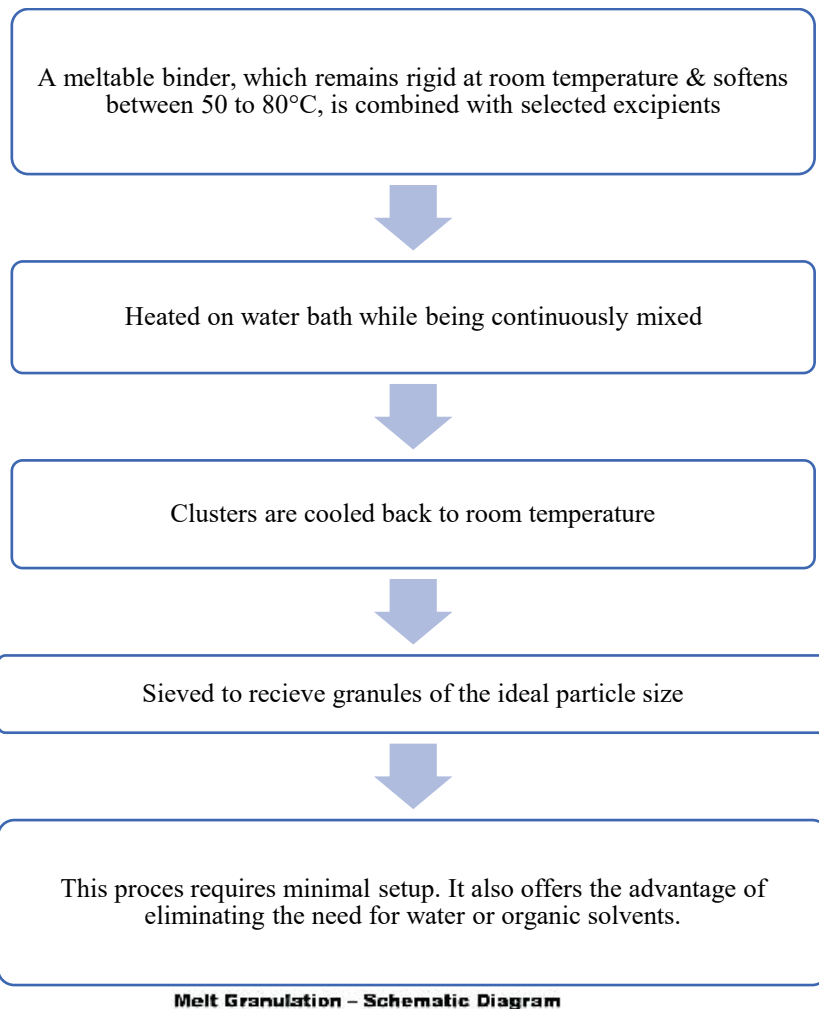 A meltable binder, which remains rigid at room temperature & softens
between 50 to 80°C, is combined with selected excipients
Heated on water bath while being continuously mixed
Clusters are cooled back to room temperature
Sieved to recieve granules of the ideal particle size
This proces requires minimal setup. It also offers the advantage of
eliminating the need for water or organic solvents.
Melt Granulation – Schematic Diagram